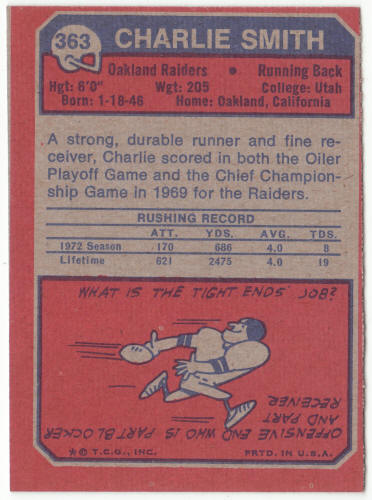 363 CHARLIE SMITH
Oakland Raiders • Running Back
Hgt: 6'0" Wgt: 205 College: Utah
Born: 1-18-46 Home: Oakland, California
A strong, durable runner and fine re-
ceiver, Charlie scored in both the Oiler
Playoff Game and the Chief Champion-
ship Game in 1969 for the Raiders.
RUSHING RECORD
ATT. YDS. AVG. TDS.
1972 Season 170 686 4.0 8
Lifetime 621 2475 4.0 19
WHAT IS THE TIGHT ENDS' JOB?
OFFENSIVE END WHO IS PART BLOCKER
AND PART
RECEIVER
*© T.C.G., INC. PRTD. IN U.S.A.